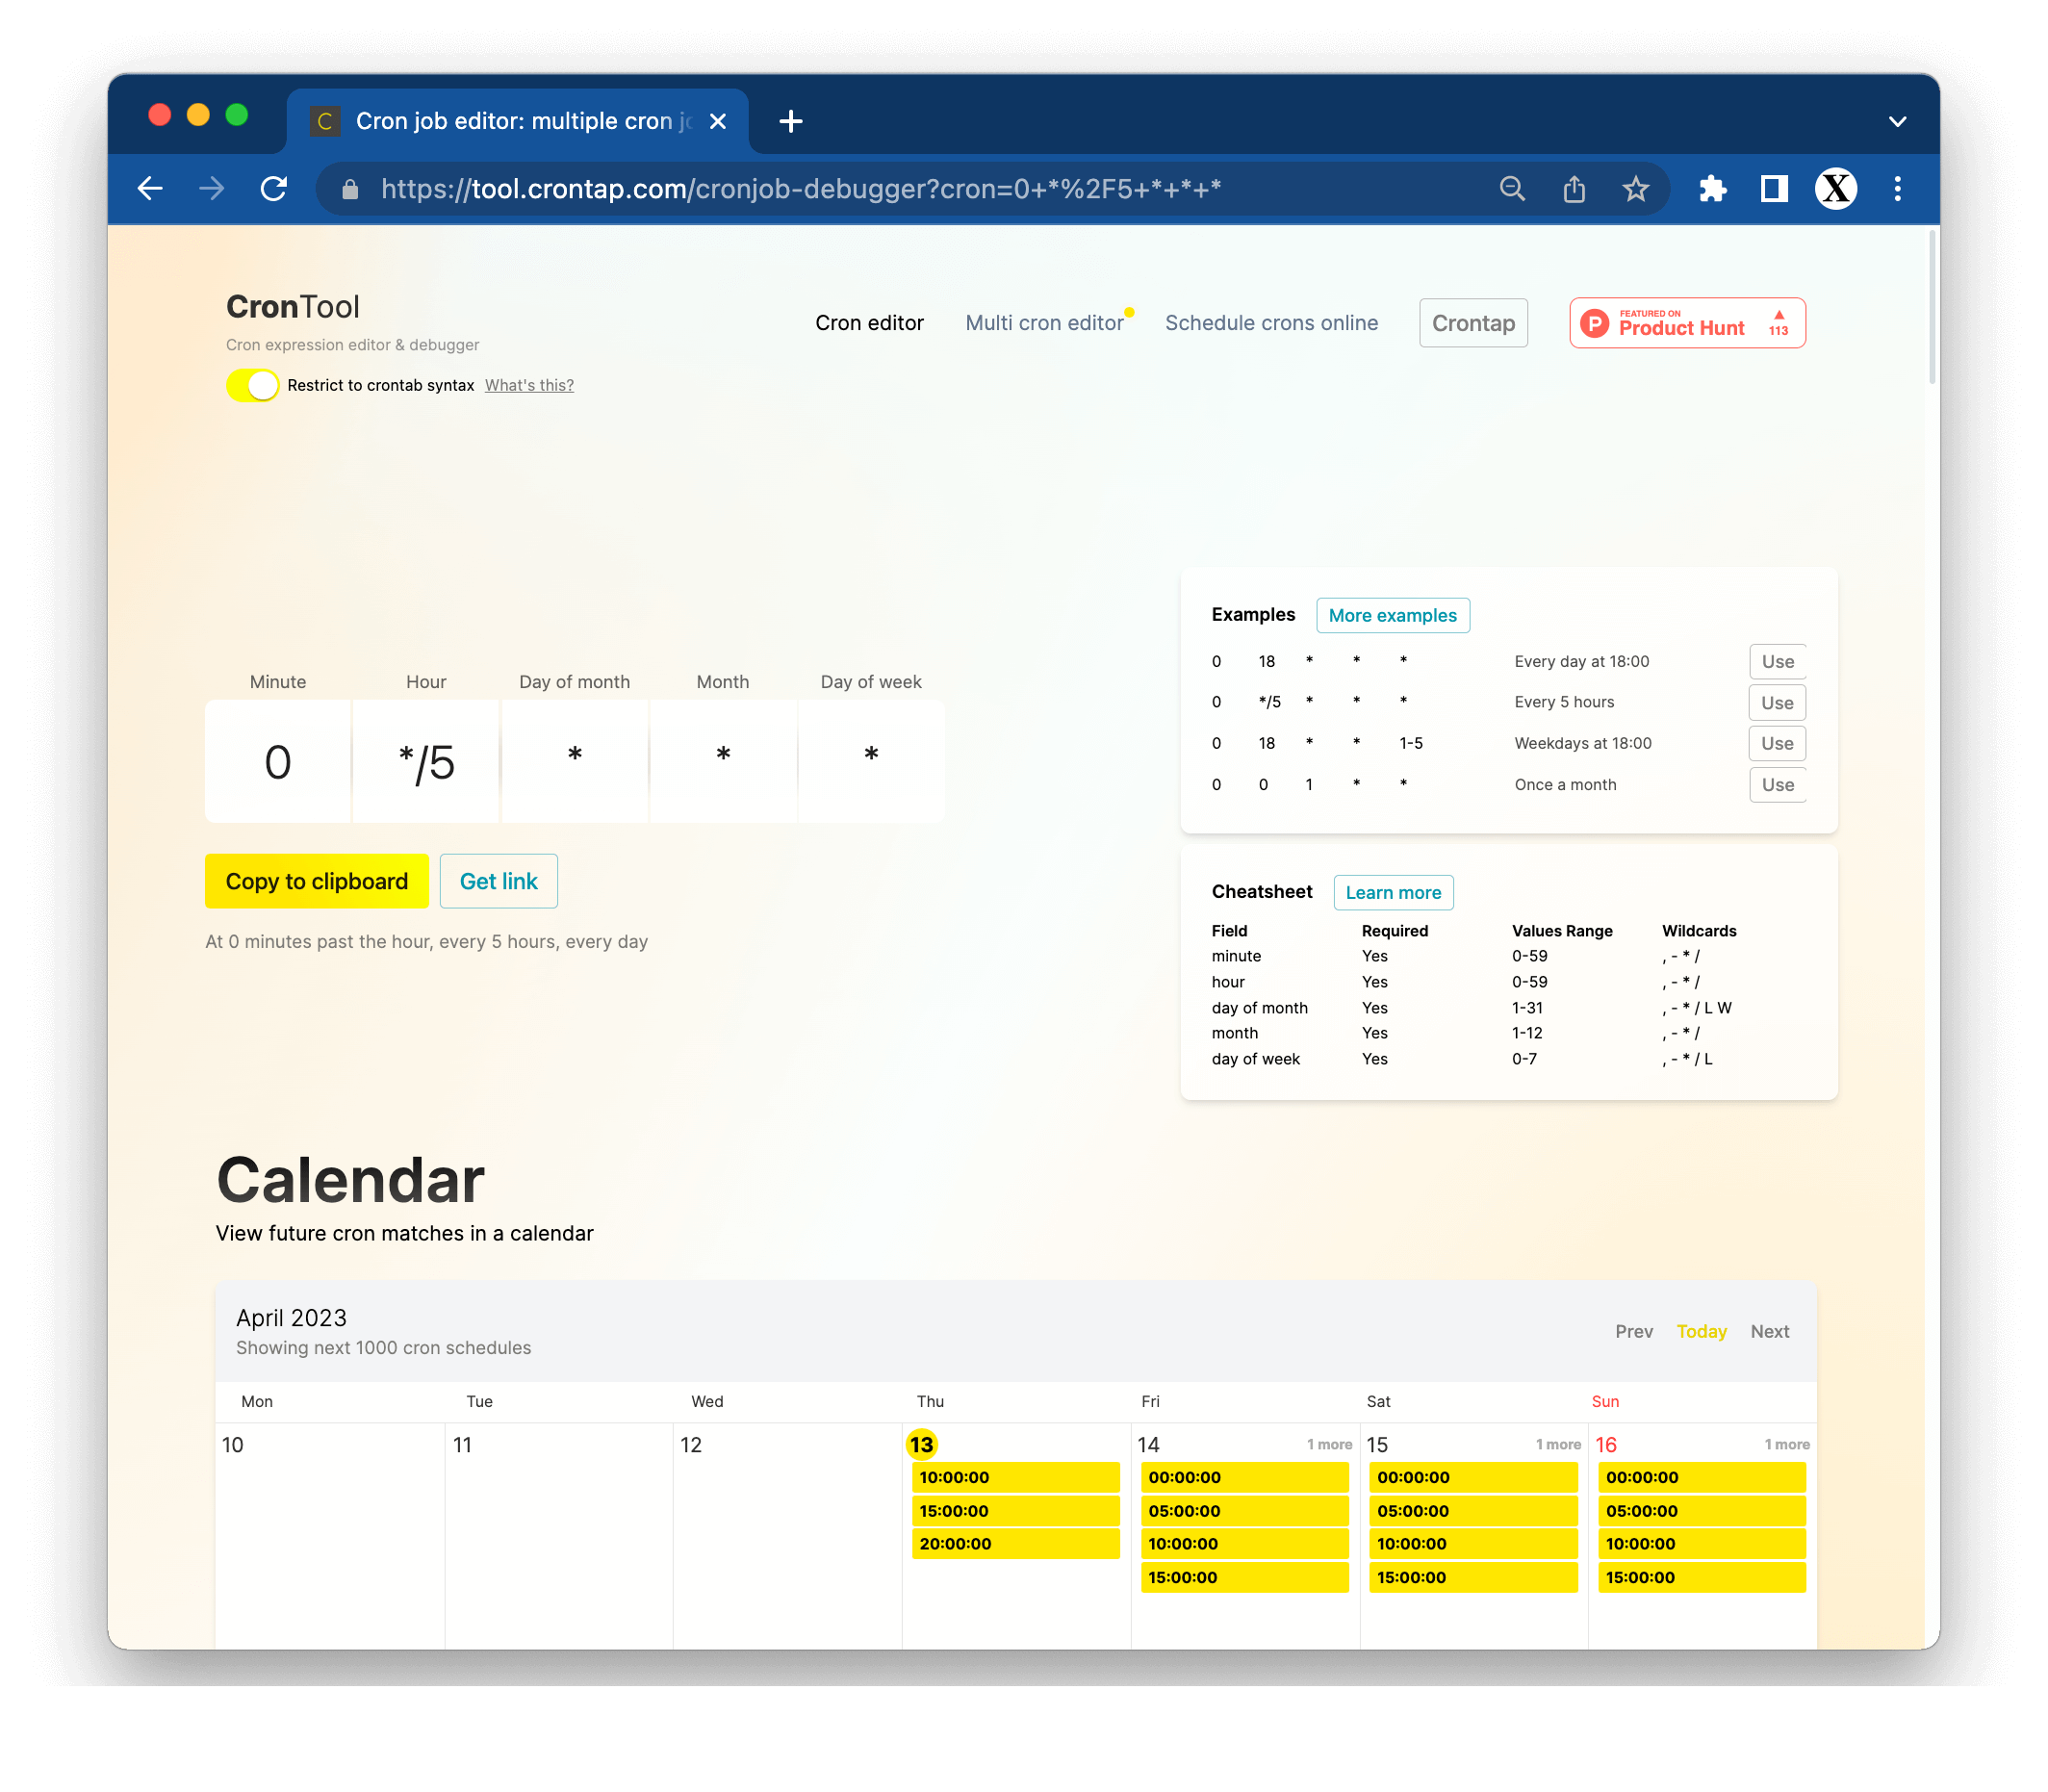 Cron job editor: multiple cron
https://tool.crontap.com/cronjob-debugger?cron=0+*%2F5+*+*+*
CronTool
Cron expression editor & debugger
Restrict to crontab syntax What's this?
Cron editor Multi cron editor Schedule crons online Crontap FEATURED ON Product Hunt 113
Minute Hour Day of month Month Day of week
0 */5 * * *
Copy to clipboard Get link
At 0 minutes past the hour, every 5 hours, every day
Examples More examples
0 18 * * * Every day at 18:00 Use
0 */5 * * * Every 5 hours Use
0 18 * * 1-5 Weekdays at 18:00 Use
0 0 1 * * Once a month Use
Cheatsheet Learn more
Field Required Values Range Wildcards
minute Yes 0-59 , - * /
hour Yes 0-59 , - * /
day of month Yes 1-31 , - * / L W
month Yes 1-12 , - * /
day of week Yes 0-7 , - * / L
Calendar
View future cron matches in a calendar
April 2023
Showing next 1000 cron schedules
Prev Today Next
Mon Tue Wed Thu Fri Sat Sun
10 11 12 13 14 1 more 15 1 more 16 1 more
10:00:00 00:00:00 00:00:00 00:00:00
15:00:00 05:00:00 05:00:00 05:00:00
20:00:00 10:00:00 10:00:00 10:00:00
15:00:00 15:00:00 15:00:00